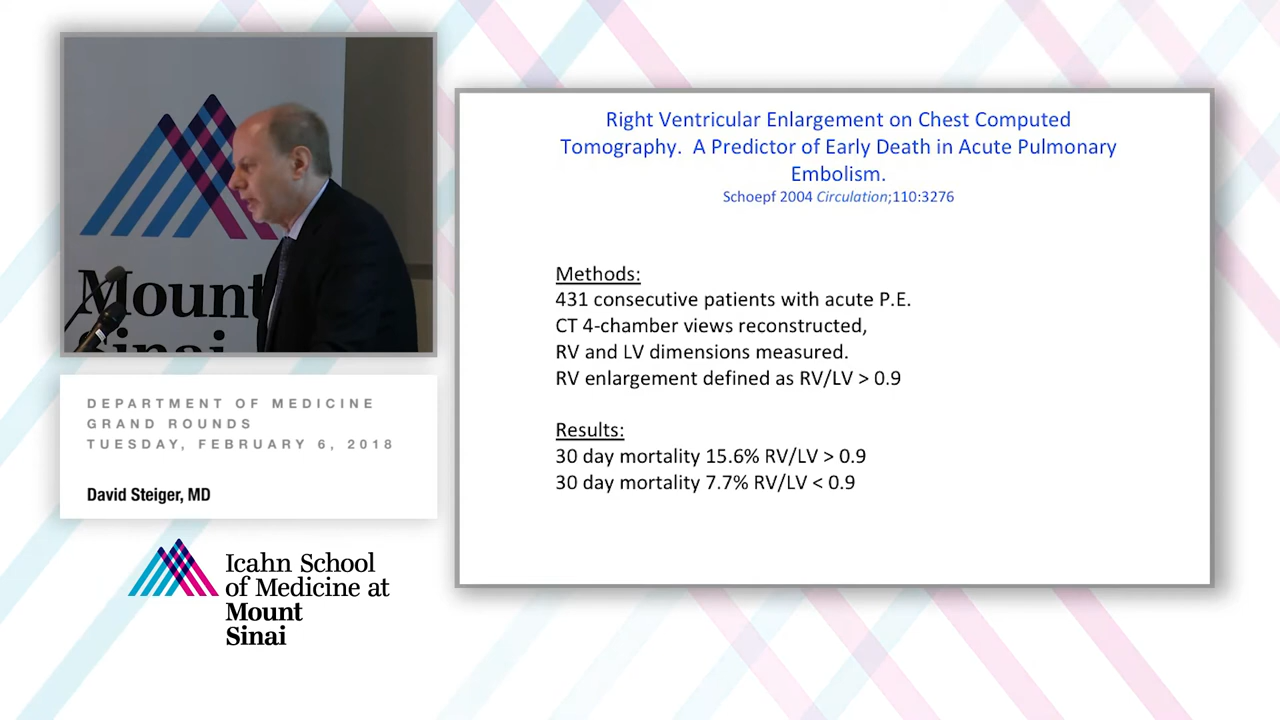 Mount
Sinai
DEPARTMENT OF MEDICINE
GRAND ROUNDS
TUESDAY, FEBRUARY 6, 2018
David Steiger, MD
Icahn School
of Medicine at
Mount
Sinai
Right Ventricular Enlargement on Chest Computed
Tomography. A Predictor of Early Death in Acute Pulmonary
Embolism.
Schoepf 2004 Circulation;110:3276
Methods:
431 consecutive patients with acute P.E.
CT 4-chamber views reconstructed,
RV and LV dimensions measured.
RV enlargement defined as RV/LV > 0.9
Results:
30 day mortality 15.6% RV/LV > 0.9
30 day mortality 7.7% RV/LV < 0.9